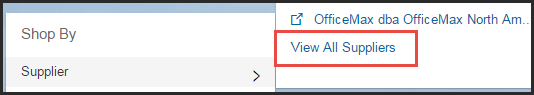 Shop By
Supplier
OfficeMax dba OfficeMax North Am...
View All Suppliers